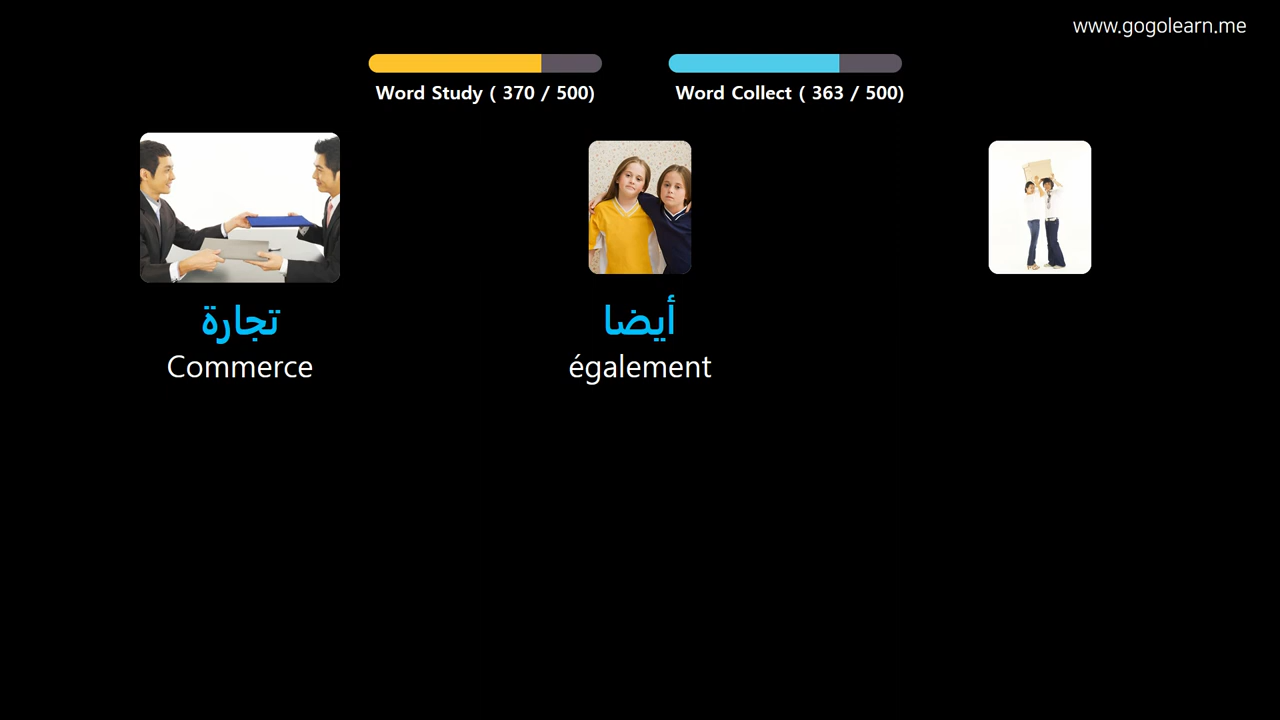 www.gogolearn.me
Word Study ( 370 / 500)
Word Collect ( 363 / 500)
تجارة
Commerce
أيضا
également